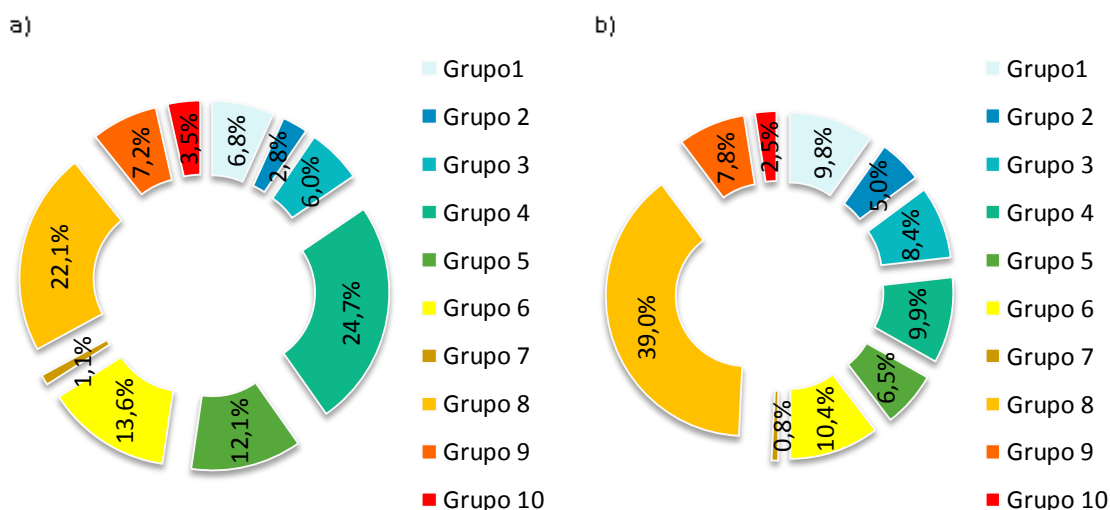 a)
Grupo1
Grupo 2
Grupo 3
Grupo 4
Grupo 5
Grupo 6
Grupo 7
Grupo 8
Grupo 9
Grupo 10
6,8%
2,8%
6,0%
24,7%
12,1%
13,6%
1,1%
22,1%
7,2%
3,5%
b)
Grupo1
Grupo 2
Grupo 3
Grupo 4
Grupo 5
Grupo 6
Grupo 7
Grupo 8
Grupo 9
Grupo 10
9,8%
5,0%
8,4%
9,9%
6,5%
10,4%
0,8%
39,0%
7,8%
2,5%